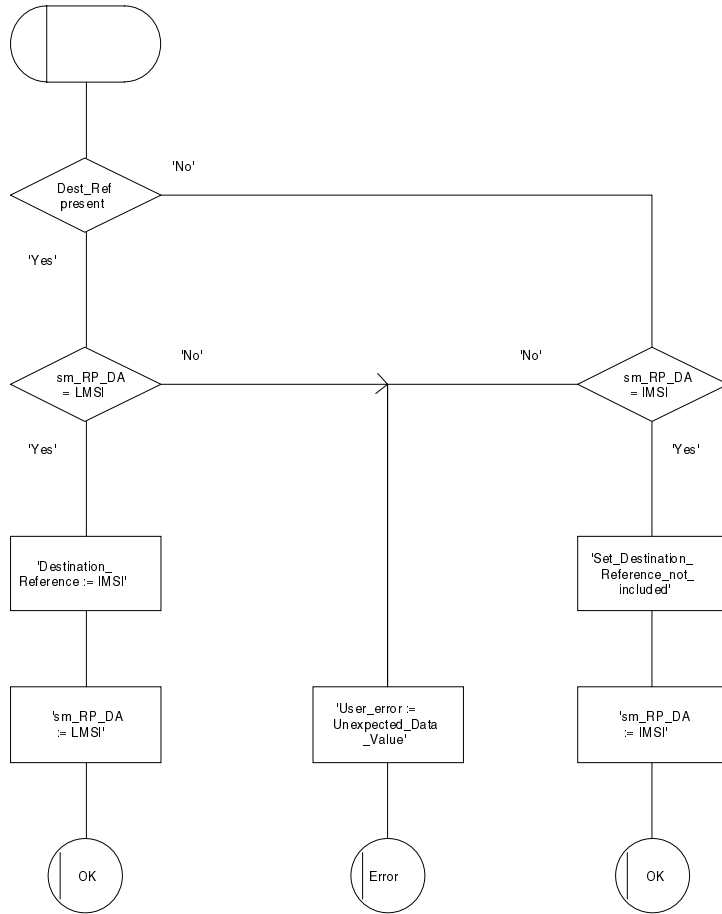 'No'
Dest_Ref
present
'Yes'
'No'
'No'
sm_RP_DA
= LMSI
sm_RP_DA
= IMSI
'Yes'
'Yes'
'Destination_
Reference := IMSI'
'Set_Destination_
Reference_not_
included'
'sm_RP_DA
:= LMSI'
'User_error :=
Unexpected_Data
_Value'
'sm_RP_DA
:= IMSI'
OK
Error
OK